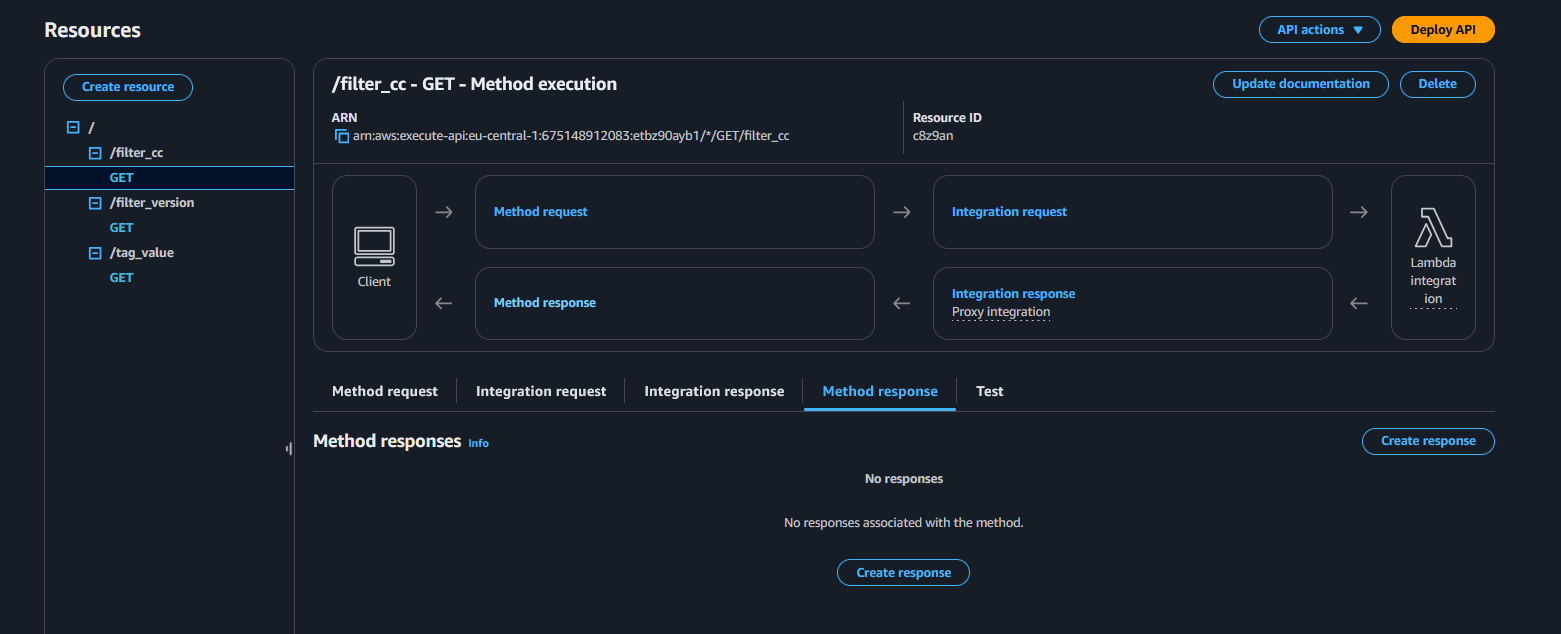 Resources
API actions
Deploy API
Create resource
/
/filter_cc
GET
/filter_version
GET
/tag_value
GET
/filter_cc - GET - Method execution
Update documentation
Delete
ARN
arn:aws:execute-api:eu-central-1:675148912083:etbz90ayb1/*/GET/filter_cc
Resource ID
c8z9an
Client
Method request
Integration request
Method response
Integration response
Proxy integration
Lambda
integrat
ion
Method request
Integration request
Integration response
Method response
Test
Method responses Info
Create response
No responses
No responses associated with the method.
Create response